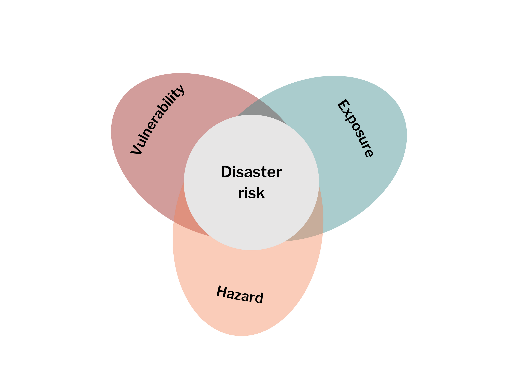 Vulnerability
Exposure
Disaster
risk
Hazard